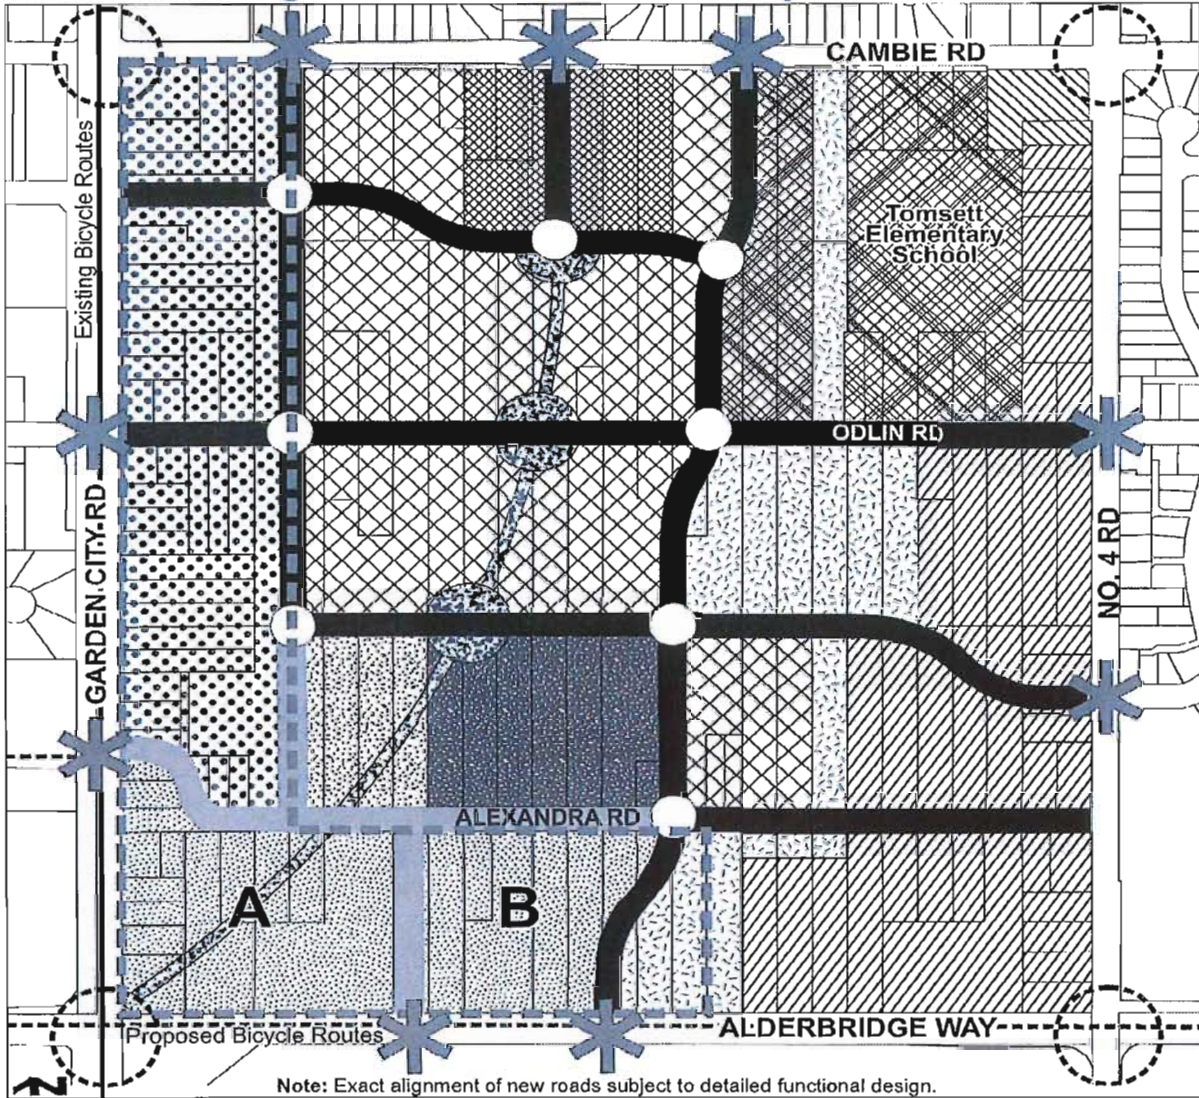 CAMBIE RD
Existing Bicycle Routes
Tomsett
Elementary
School
ODLIN RD
GARDEN CITY RD
NO. 4 RD
ALEXANDRA RD
A
B
Proposed Bicycle Routes
ALDERBRIDGE WAY
N
Note: Exact alignment of new roads subject to detailed functional design.